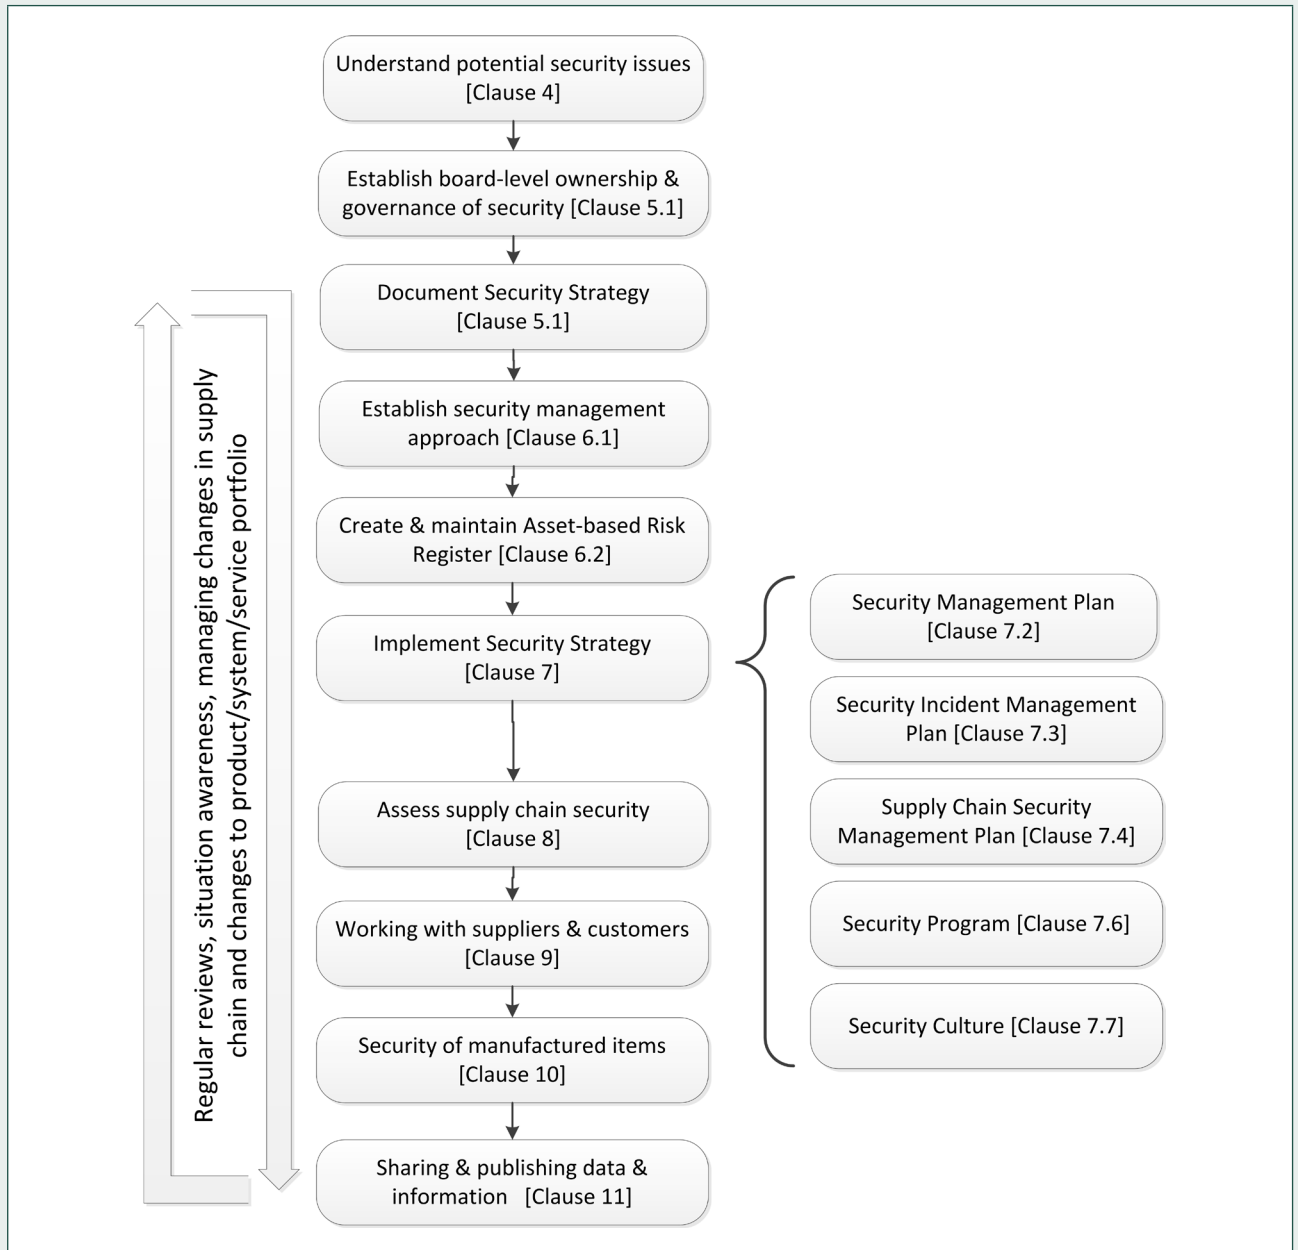 Understand potential security issues
[Clause 4]
Establish board-level ownership &
governance of security [Clause 5.1]
Document Security Strategy
[Clause 5.1]
Establish security management
approach [Clause 6.1]
Create & maintain Asset-based Risk
Register [Clause 6.2]
Implement Security Strategy
[Clause 7]
Assess supply chain security
[Clause 8]
Working with suppliers & customers
[Clause 9]
Security of manufactured items
[Clause 10]
Sharing & publishing data &
information [Clause 11]
Regular reviews, situation awareness, managing changes in supply
chain and changes to product/system/service portfolio
Security Management Plan
[Clause 7.2]
Security Incident Management
Plan [Clause 7.3]
Supply Chain Security
Management Plan [Clause 7.4]
Security Program [Clause 7.6]
Security Culture [Clause 7.7]